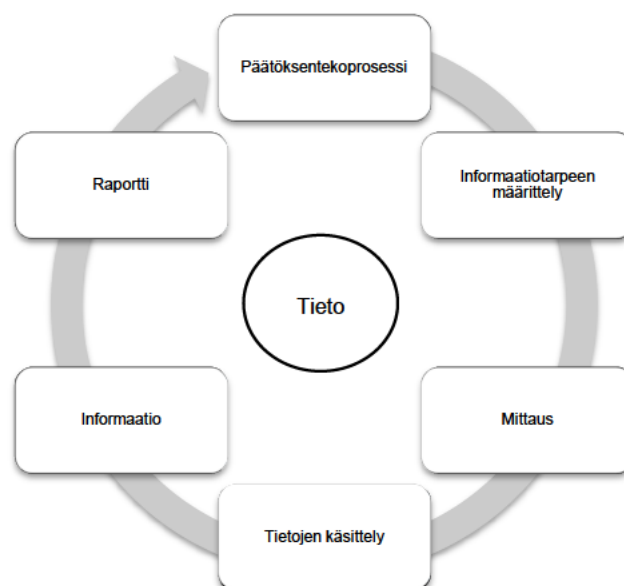 Päätöksentekoprosessi
Informaatiotarpeen
määrittely
Mittaus
Tietojen käsittely
Informaatio
Raportti
Tieto